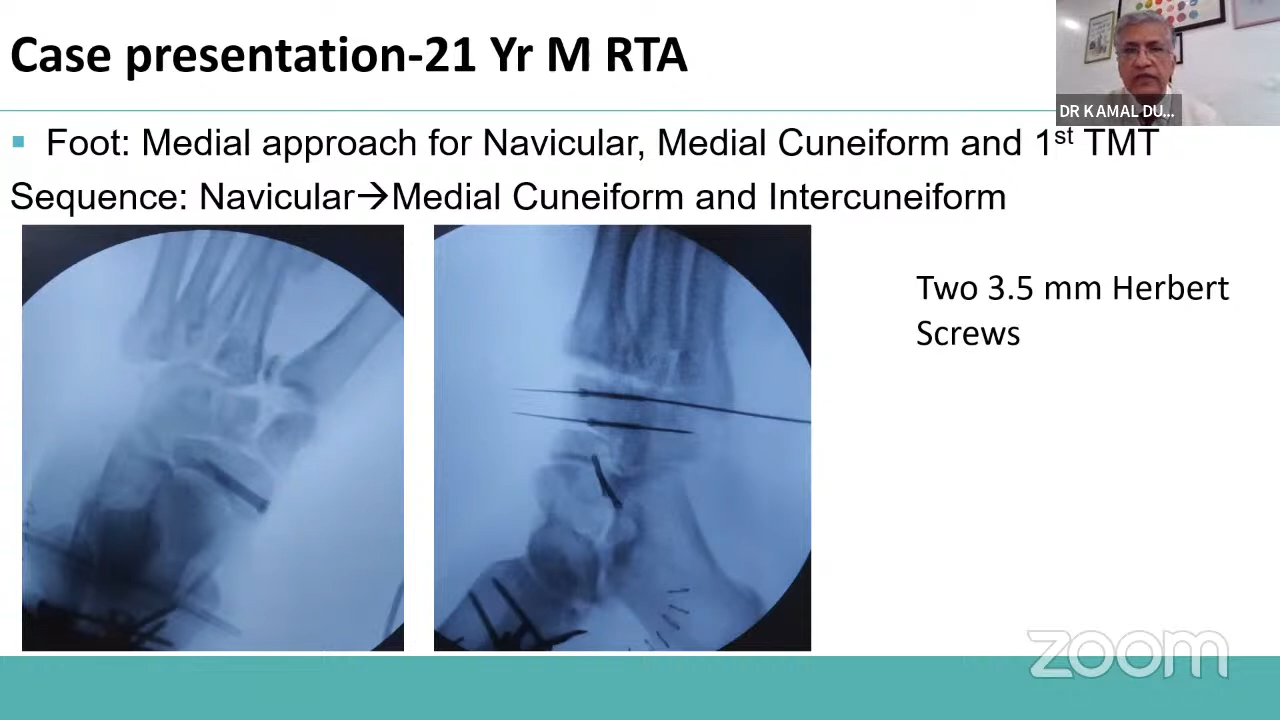 Case presentation-21 Yr M RTA
DR KAMAL DU...
▪ Foot: Medial approach for Navicular, Medial Cuneiform and 1st TMT
Sequence: Navicular→Medial Cuneiform and Intercuneiform
Two 3.5 mm Herbert
Screws
zoom